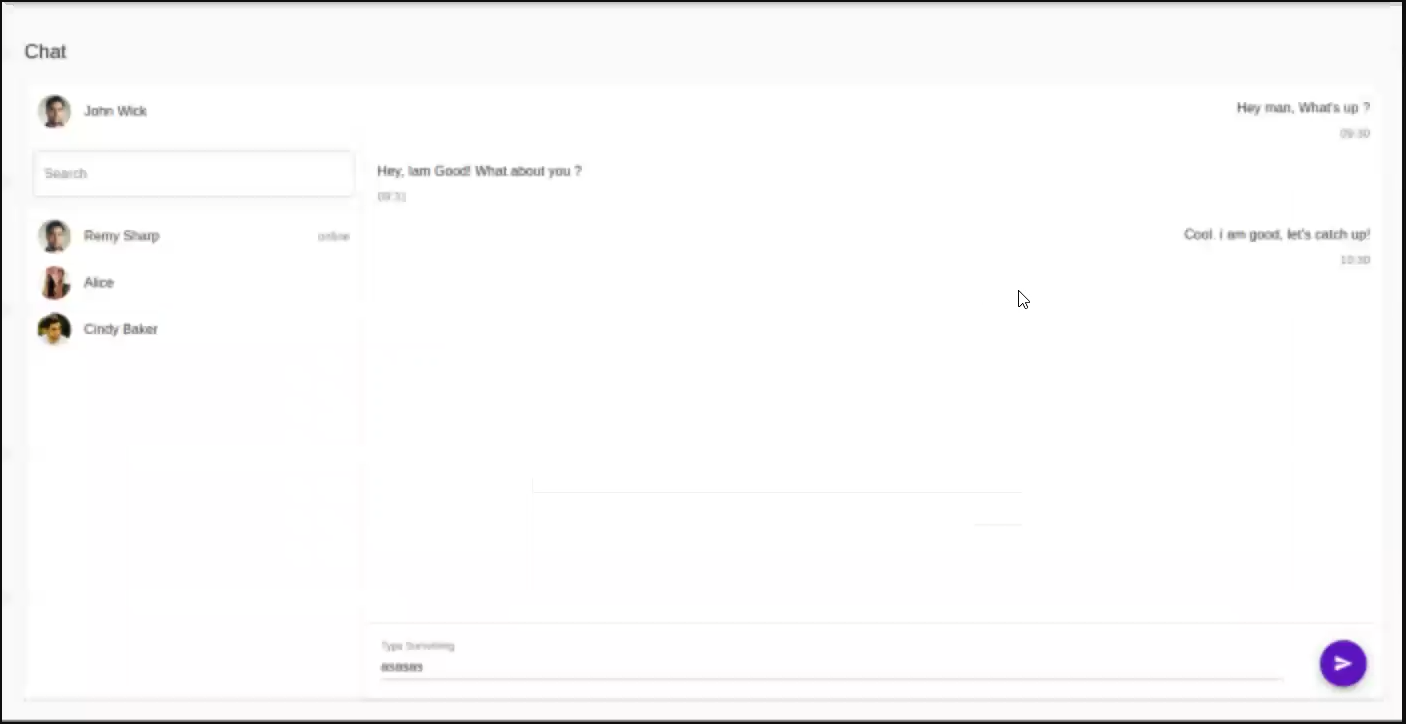 Chat
John Wick
Search
Remy Sharp
online
Alice
Cindy Baker
Hey man, What's up ?
09:30
Hey, Iam Good! What about you ?
09:31
Cool. i am good, let's catch up!
10:30
Type Something